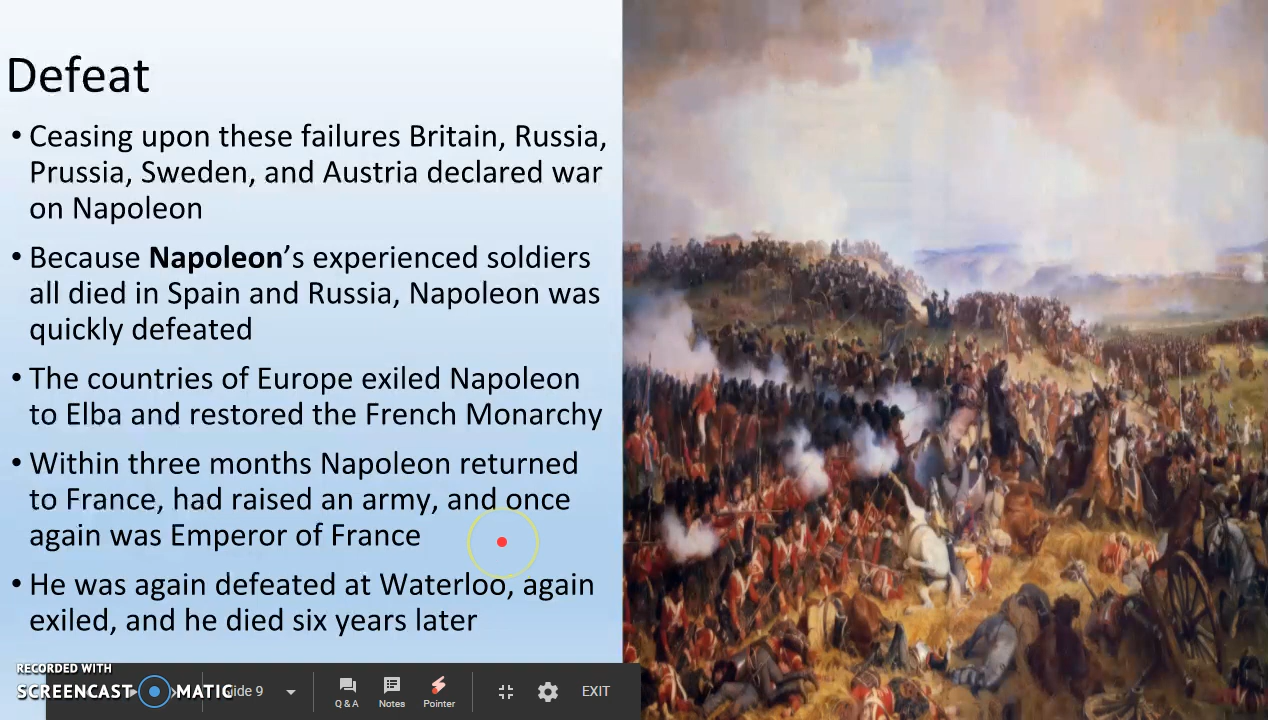 Defeat
• Ceasing upon these failures Britain, Russia,
Prussia, Sweden, and Austria declared war
on Napoleon
• Because Napoleon's experienced soldiers
all died in Spain and Russia, Napoleon was
quickly defeated
• The countries of Europe exiled Napoleon
to Elba and restored the French Monarchy
• Within three months Napoleon returned
to France, had raised an army, and once
again was Emperor of France
• He was again defeated at Waterloo, again
exiled, and he died six years later
RECORDED WITH
SCREENCAST MATIC
9
Q & A
Notes
Pointer
EXIT